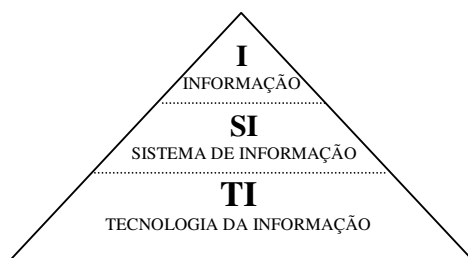 I
INFORMAÇÃO
SI
SISTEMA DE INFORMAÇÃO
TI
TECNOLOGIA DA INFORMAÇÃO